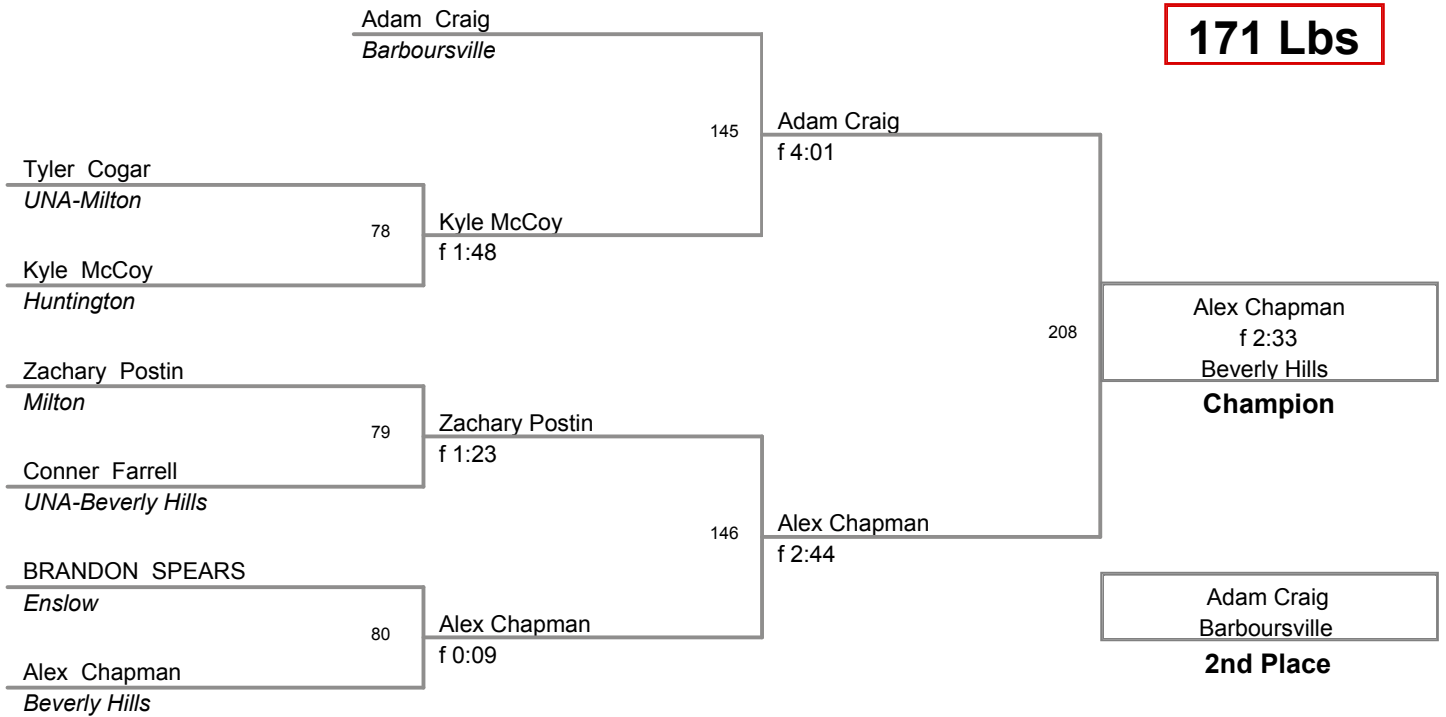 Adam Craig
Barboursville
171 Lbs
145
Adam Craig
f 4:01
Tyler Cogar
UNA-Milton
78
Kyle McCoy
f 1:48
Kyle McCoy
Huntington
208
Alex Chapman
f 2:33
Beverly Hills
Champion
Zachary Postin
Milton
79
Zachary Postin
f 1:23
Conner Farrell
UNA-Beverly Hills
146
Alex Chapman
f 2:44
BRANDON SPEARS
Enslow
80
Alex Chapman
f 0:09
Alex Chapman
Beverly Hills
Adam Craig
Barboursville
2nd Place